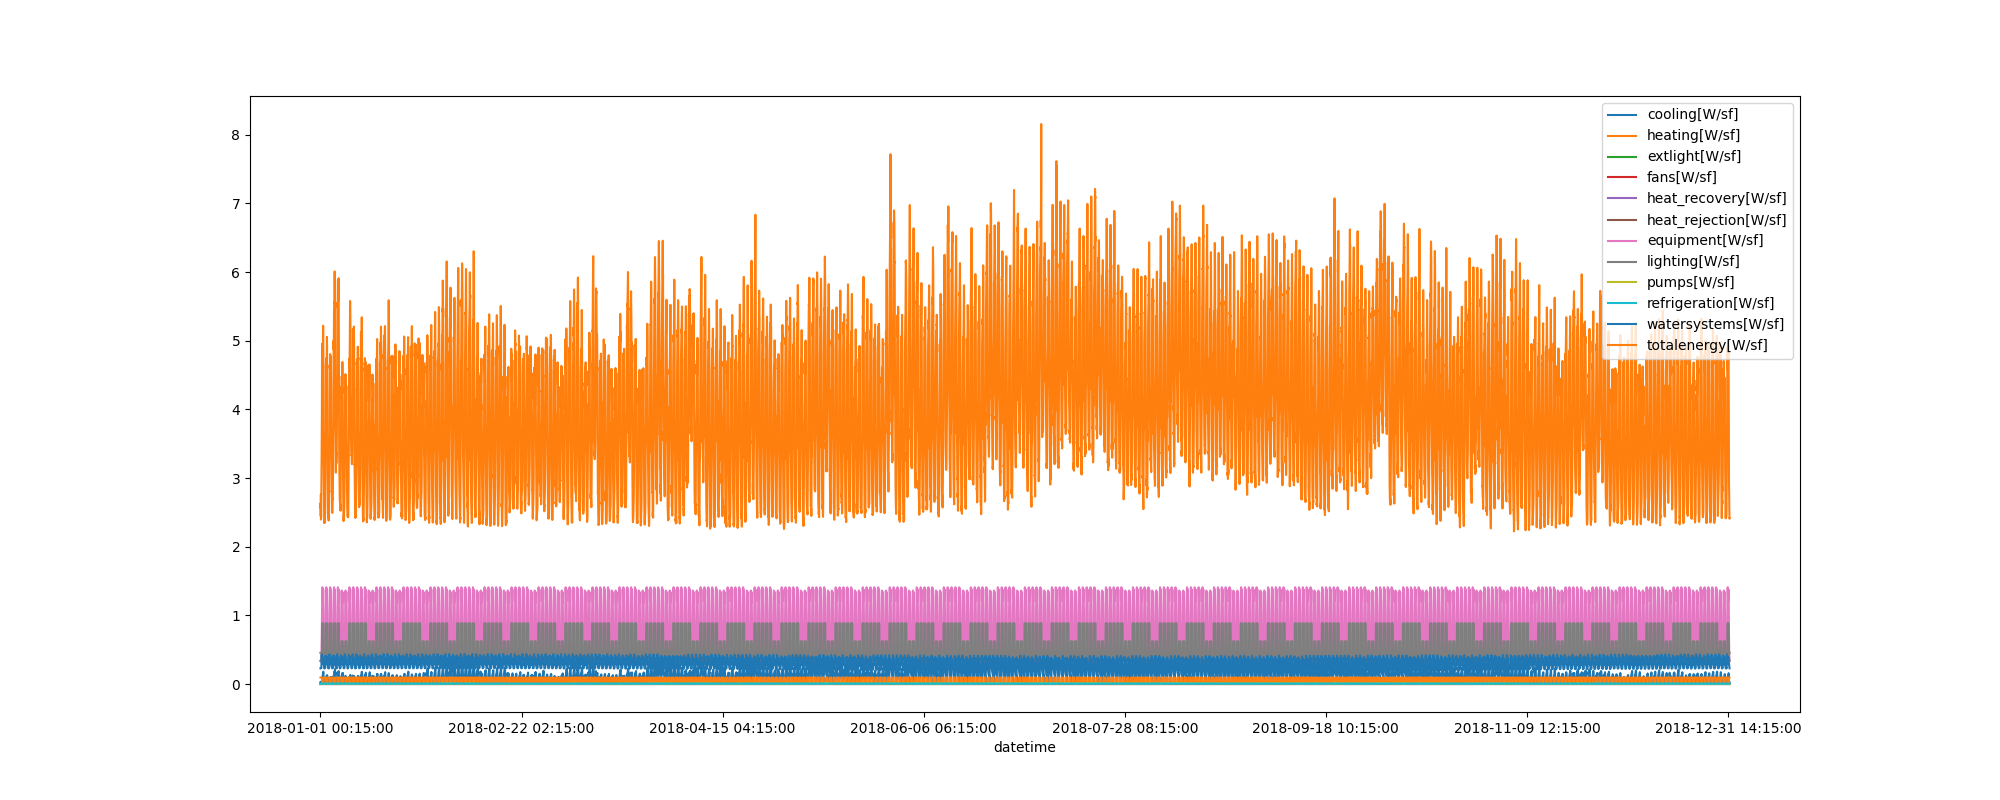 8
7
6
5
4
3
2
1
0
cooling[W/sf]
heating[W/sf]
extlight[W/sf]
fans[W/sf]
heat_recovery[W/sf]
heat_rejection[W/sf]
equipment[W/sf]
lighting[W/sf]
pumps[W/sf]
refrigeration[W/sf]
watersystems[W/sf]
totalenergy[W/sf]
2018-01-01 00:15:00 2018-02-22 02:15:00 2018-04-15 04:15:00 2018-06-06 06:15:00 2018-07-28 08:15:00 2018-09-18 10:15:00 2018-11-09 12:15:00 2018-12-31 14:15:00
datetime